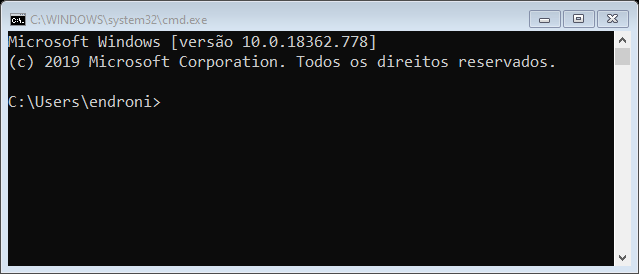 C:\WINDOWS\system32\cmd.exe
Microsoft Windows [versão 10.0.18362.778]
(c) 2019 Microsoft Corporation. Todos os direitos reservados.
C:\Users\endroni>